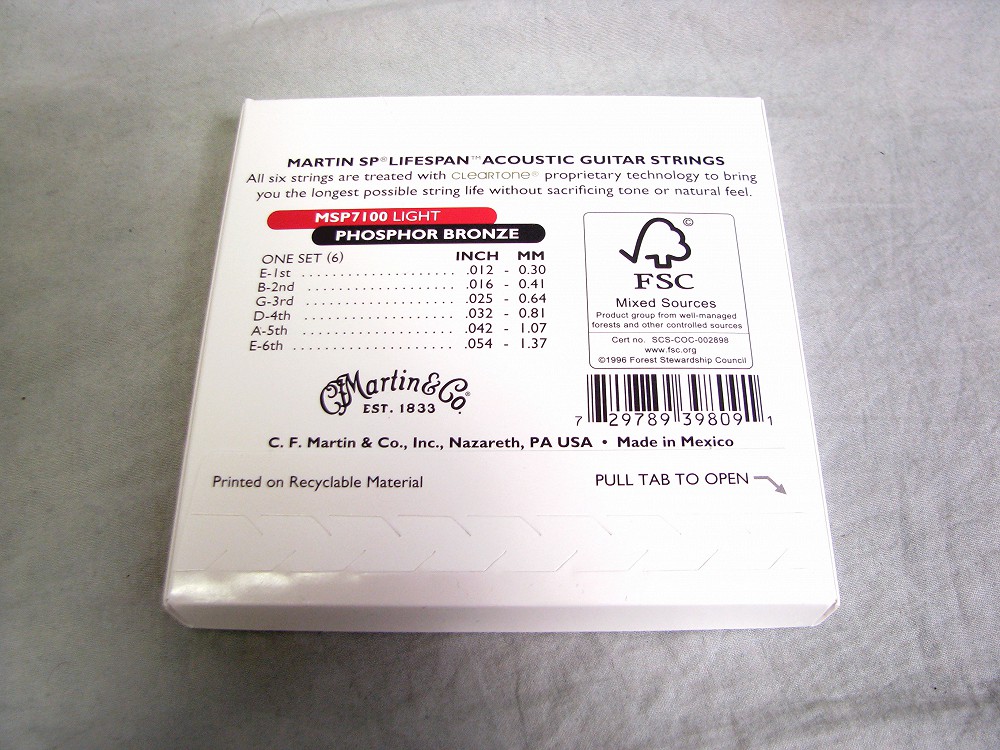 MARTIN SP® LIFESPAN™ ACOUSTIC GUITAR STRINGS
All six strings are treated with CLEARTONE® proprietary technology to bring
you the longest possible string life without sacrificing tone or natural feel.
MSP7100 LIGHT
PHOSPHOR BRONZE
ONE SET (6) INCH MM
E-1st .................... .012 - 0.30
B-2nd .................... .016 - 0.41
G-3rd .................... .025 - 0.64
D-4th .................... .032 - 0.81
A-5th .................... .042 - 1.07
E-6th .................... .054 - 1.37
CF Martin & Co.®
EST. 1833
©
FSC
Mixed Sources
Product group from well-managed
forests and other controlled sources
Cert no. SCS-COC-002898
www.fsc.org
©1996 Forest Stewardship Council
7 29789 39809 1
C. F. Martin & Co., Inc., Nazareth, PA USA • Made in Mexico
Printed on Recyclable Material
PULL TAB TO OPEN